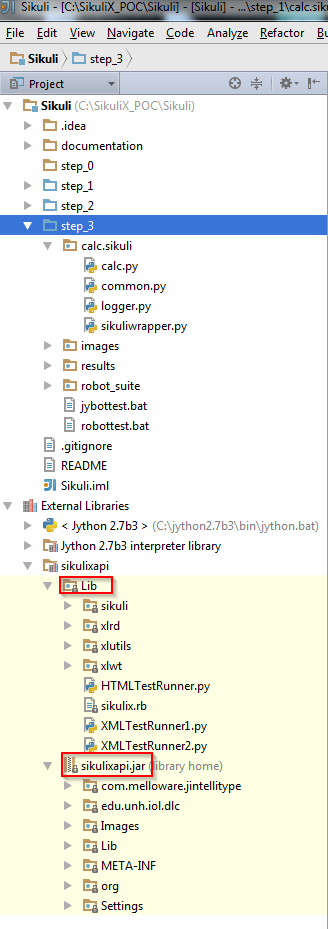 Sikuli - [C:\SikuliX_POC\Sikuli] - [Sikuli] - ...\step_1\calc.sik
File Edit View Navigate Code Analyze Refactor
Sikuli step_3
Project
Sikuli (C:\SikuliX_POC\Sikuli)
.idea
documentation
step_0
step_1
step_2
step_3
calc.sikuli
calc.py
common.py
logger.py
sikuliwrapper.py
images
results
robot_suite
jybottest.bat
robottest.bat
.gitignore
README
Sikuli.iml
External Libraries
< Jython 2.7b3 > (C:\jython2.7b3\bin\jython.bat)
Jython 2.7b3 interpreter library
sikulixapi
Lib
sikuli
xlrd
xlutils
xlwt
HTMLTestRunner.py
sikulix.rb
XMLTestRunner1.py
XMLTestRunner2.py
sikulixapi.jar (library home)
com.melloware.jintellitype
edu.unh.iol.dlc
Images
Lib
META-INF
org
Settings